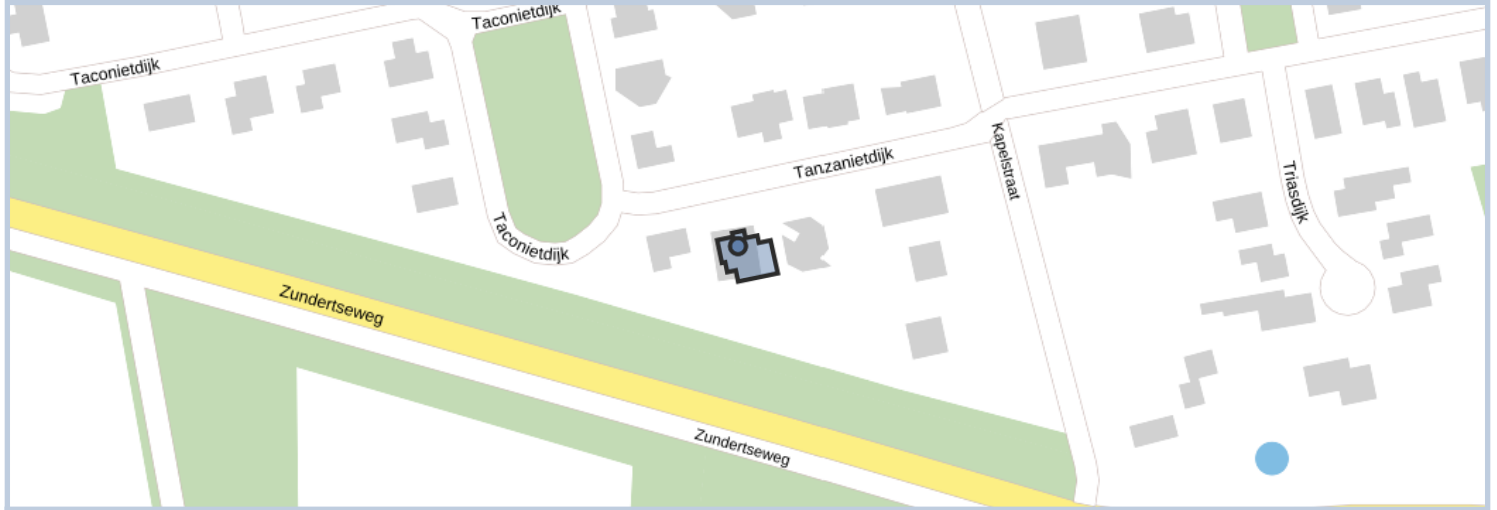 Taconietdijk
Taconietdijk
Tanzanietdijk
Kapelstraat
Triasdijk
Taconietdijk
Zundertseweg
Zundertseweg